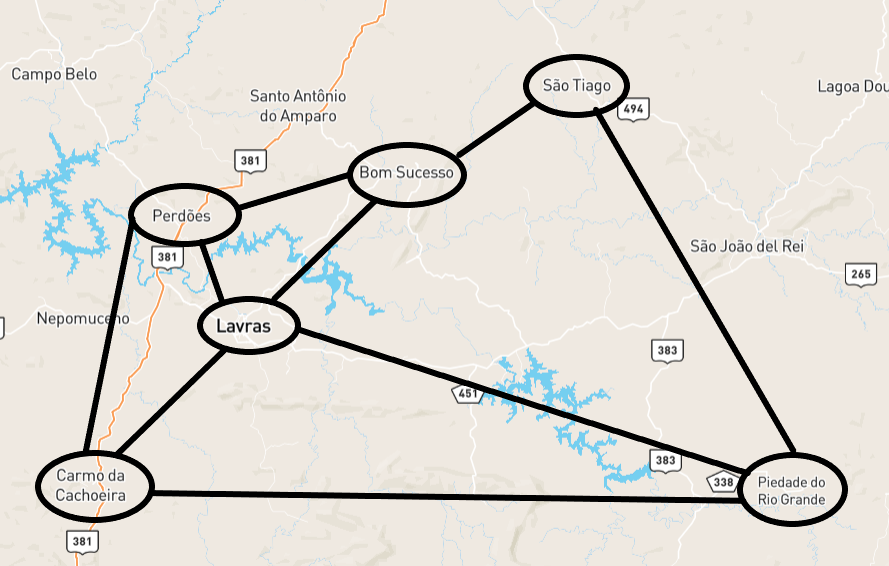 São Tiago
Campo Belo
Lagoa Dou
Santo Antônio
do Amparo
494
381
Bom Sucesso
Perdões
São João del Rei
381
265
Nepomuceno
Lavras
383
451
383
Carmo da
Cachoeira
338
Piedade do
Rio Grande
381